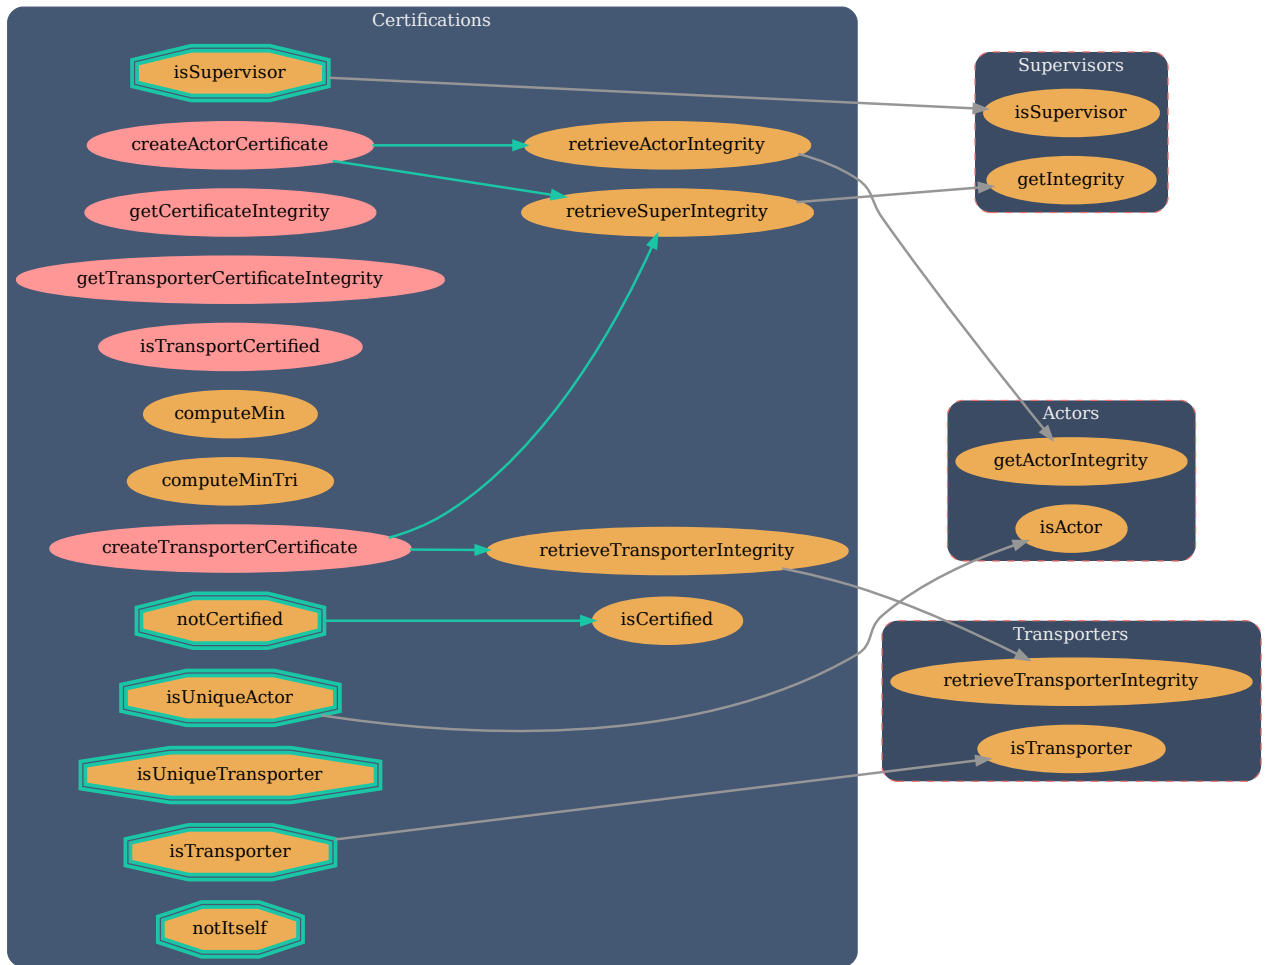 Certifications
isSupervisor
createActorCertificate
getCertificateIntegrity
getTransporterCertificateIntegrity
isTransportCertified
computeMin
computeMinTri
createTransporterCertificate
notCertified
isUniqueActor
isUniqueTransporter
isTransporter
notItself
retrieveActorIntegrity
retrieveSuperIntegrity
retrieveTransporterIntegrity
isCertified
Supervisors
isSupervisor
getIntegrity
Actors
getActorIntegrity
isActor
Transporters
retrieveTransporterIntegrity
isTransporter